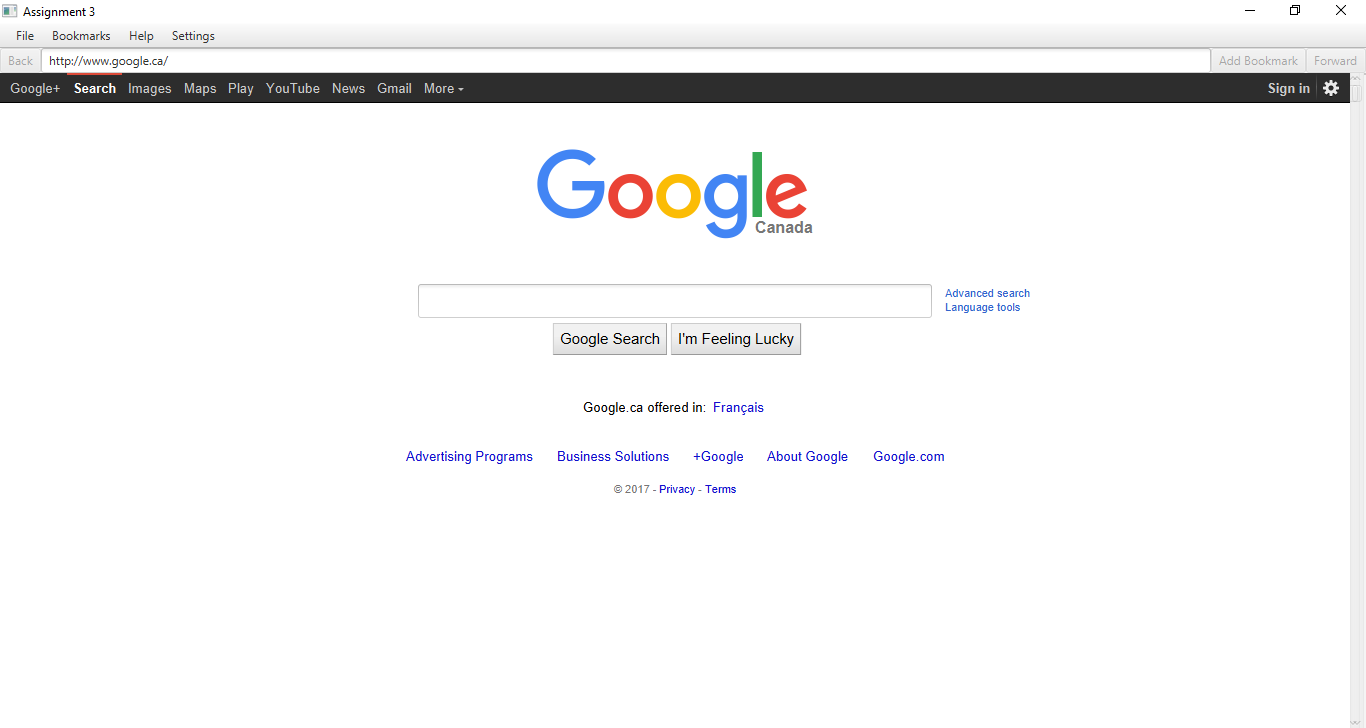 Assignment 3
File Bookmarks Help Settings
Back http://www.google.ca/ Add Bookmark Forward
Google+ Search Images Maps Play YouTube News Gmail More Sign in
Google
Canada
Advanced search
Language tools
Google Search I'm Feeling Lucky
Google.ca offered in: Français
Advertising Programs Business Solutions +Google About Google Google.com
© 2017 - Privacy - Terms